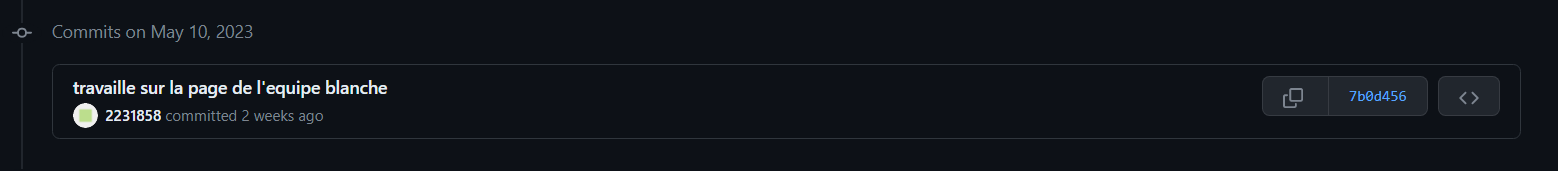 Commits on May 10, 2023
travaille sur la page de l'equipe blanche
2231858 committed 2 weeks ago
7b0d456